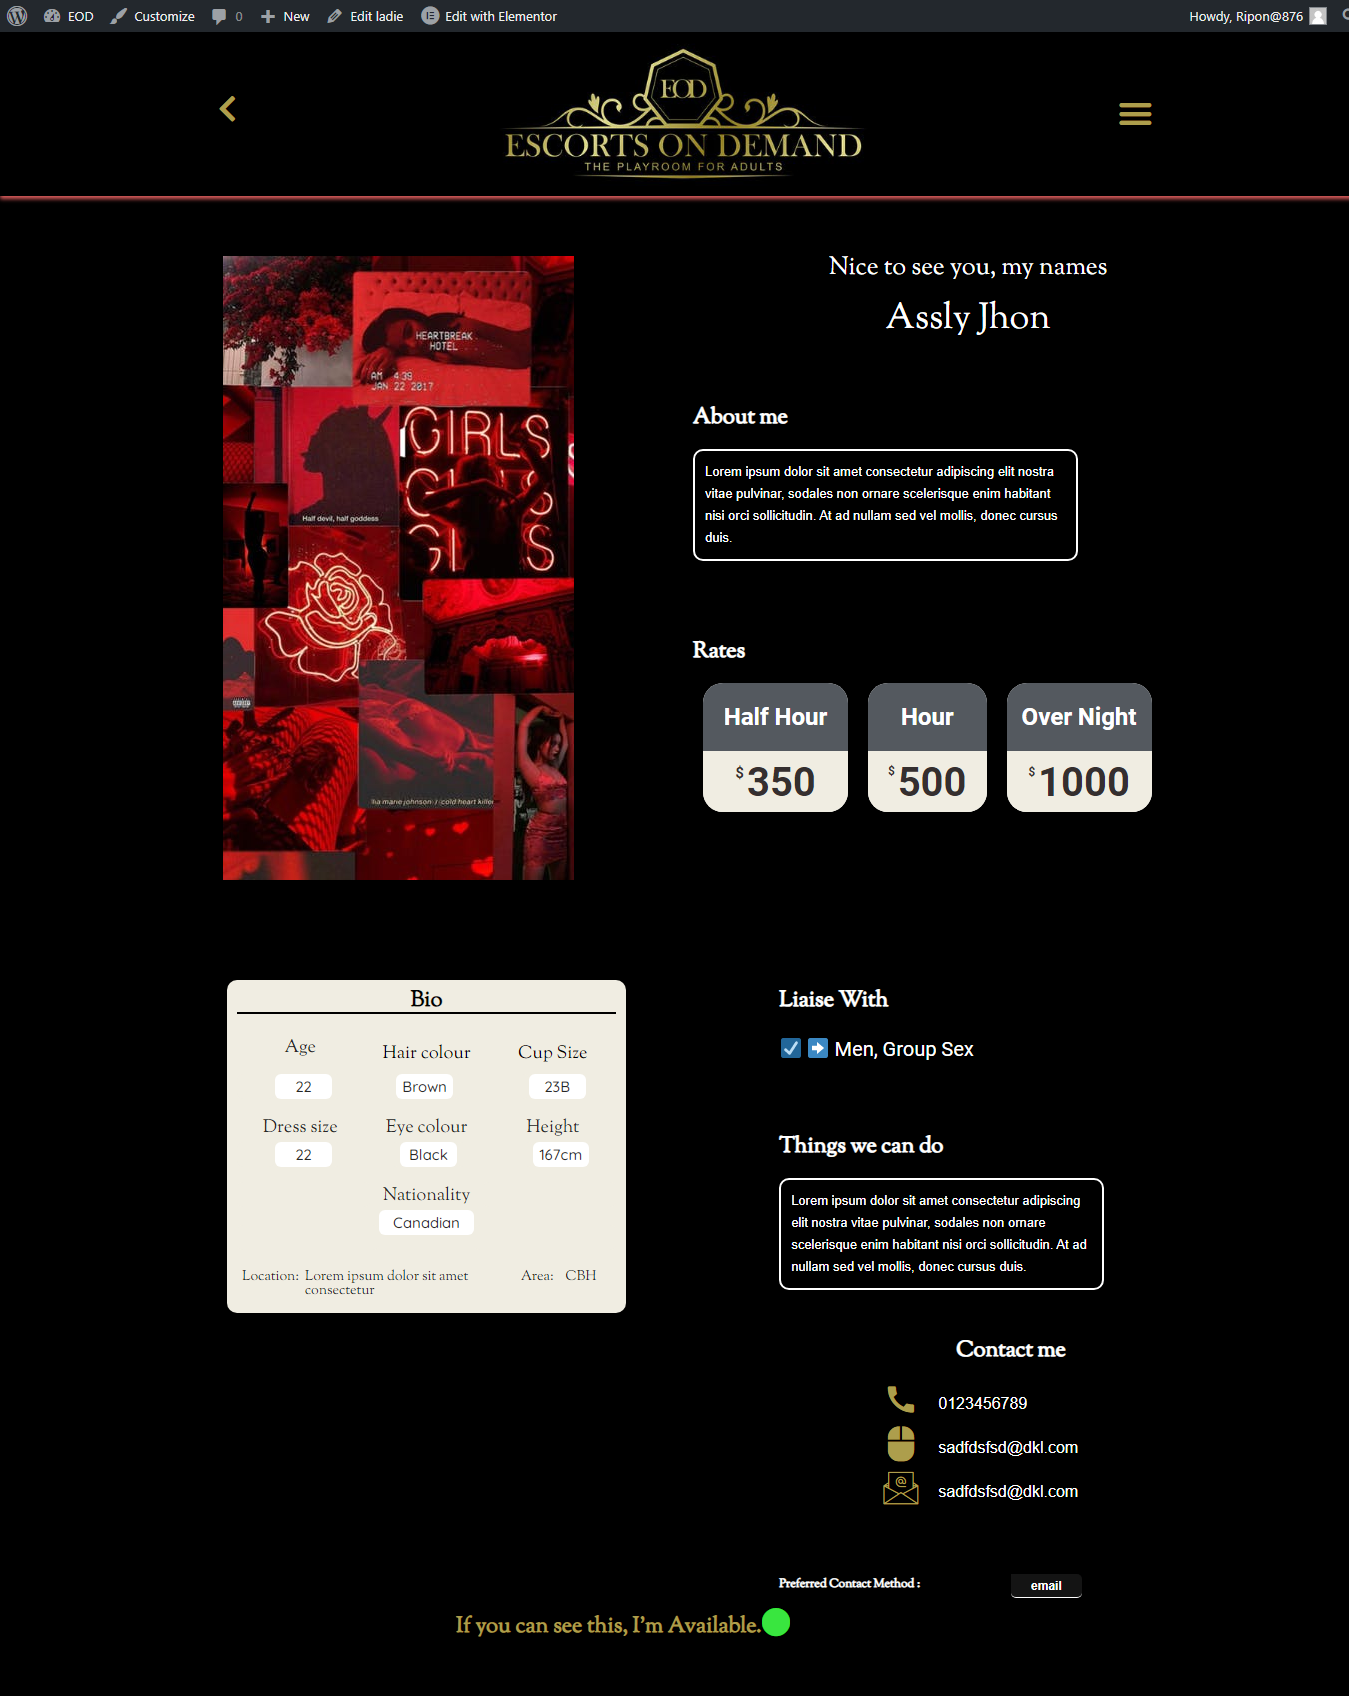 EOD
Customize
0
New
Edit ladie
Edit with Elementor
Howdy, Ripon@876
EOD
ESCORTS ON DEMAND
THE PLAYROOM FOR ADULTS
HEARTBREAK
HOTEL
AM 4:39
JAN 22 2017
GIRLS
Half devil, half goddess
Nice to see you, my names
Assly Jhon
About me
Lorem ipsum dolor sit amet consectetur adipiscing elit nostra
vitae pulvinar, sodales non ornare scelerisque enim habitant
nisi orci sollicitudin. At ad nullam sed vel mollis, donec cursus
duis.
Rates
Half Hour
$350
Hour
$500
Over Night
$1000
Bio
Age Hair colour Cup Size
22 Brown 23B
Dress size Eye colour Height
22 Black 167cm
Nationality
Canadian
Location: Lorem ipsum dolor sit amet
consectetur
Area: CBH
Liaise With
Men, Group Sex
Things we can do
Lorem ipsum dolor sit amet consectetur adipiscing
elit nostra vitae pulvinar, sodales non ornare
scelerisque enim habitant nisi orci sollicitudin. At ad
nullam sed vel mollis, donec cursus duis.
Contact me
0123456789
sadfdsfsd@dkl.com
sadfdsfsd@dkl.com
Preferred Contact Method : email
If you can see this, I'm Available.